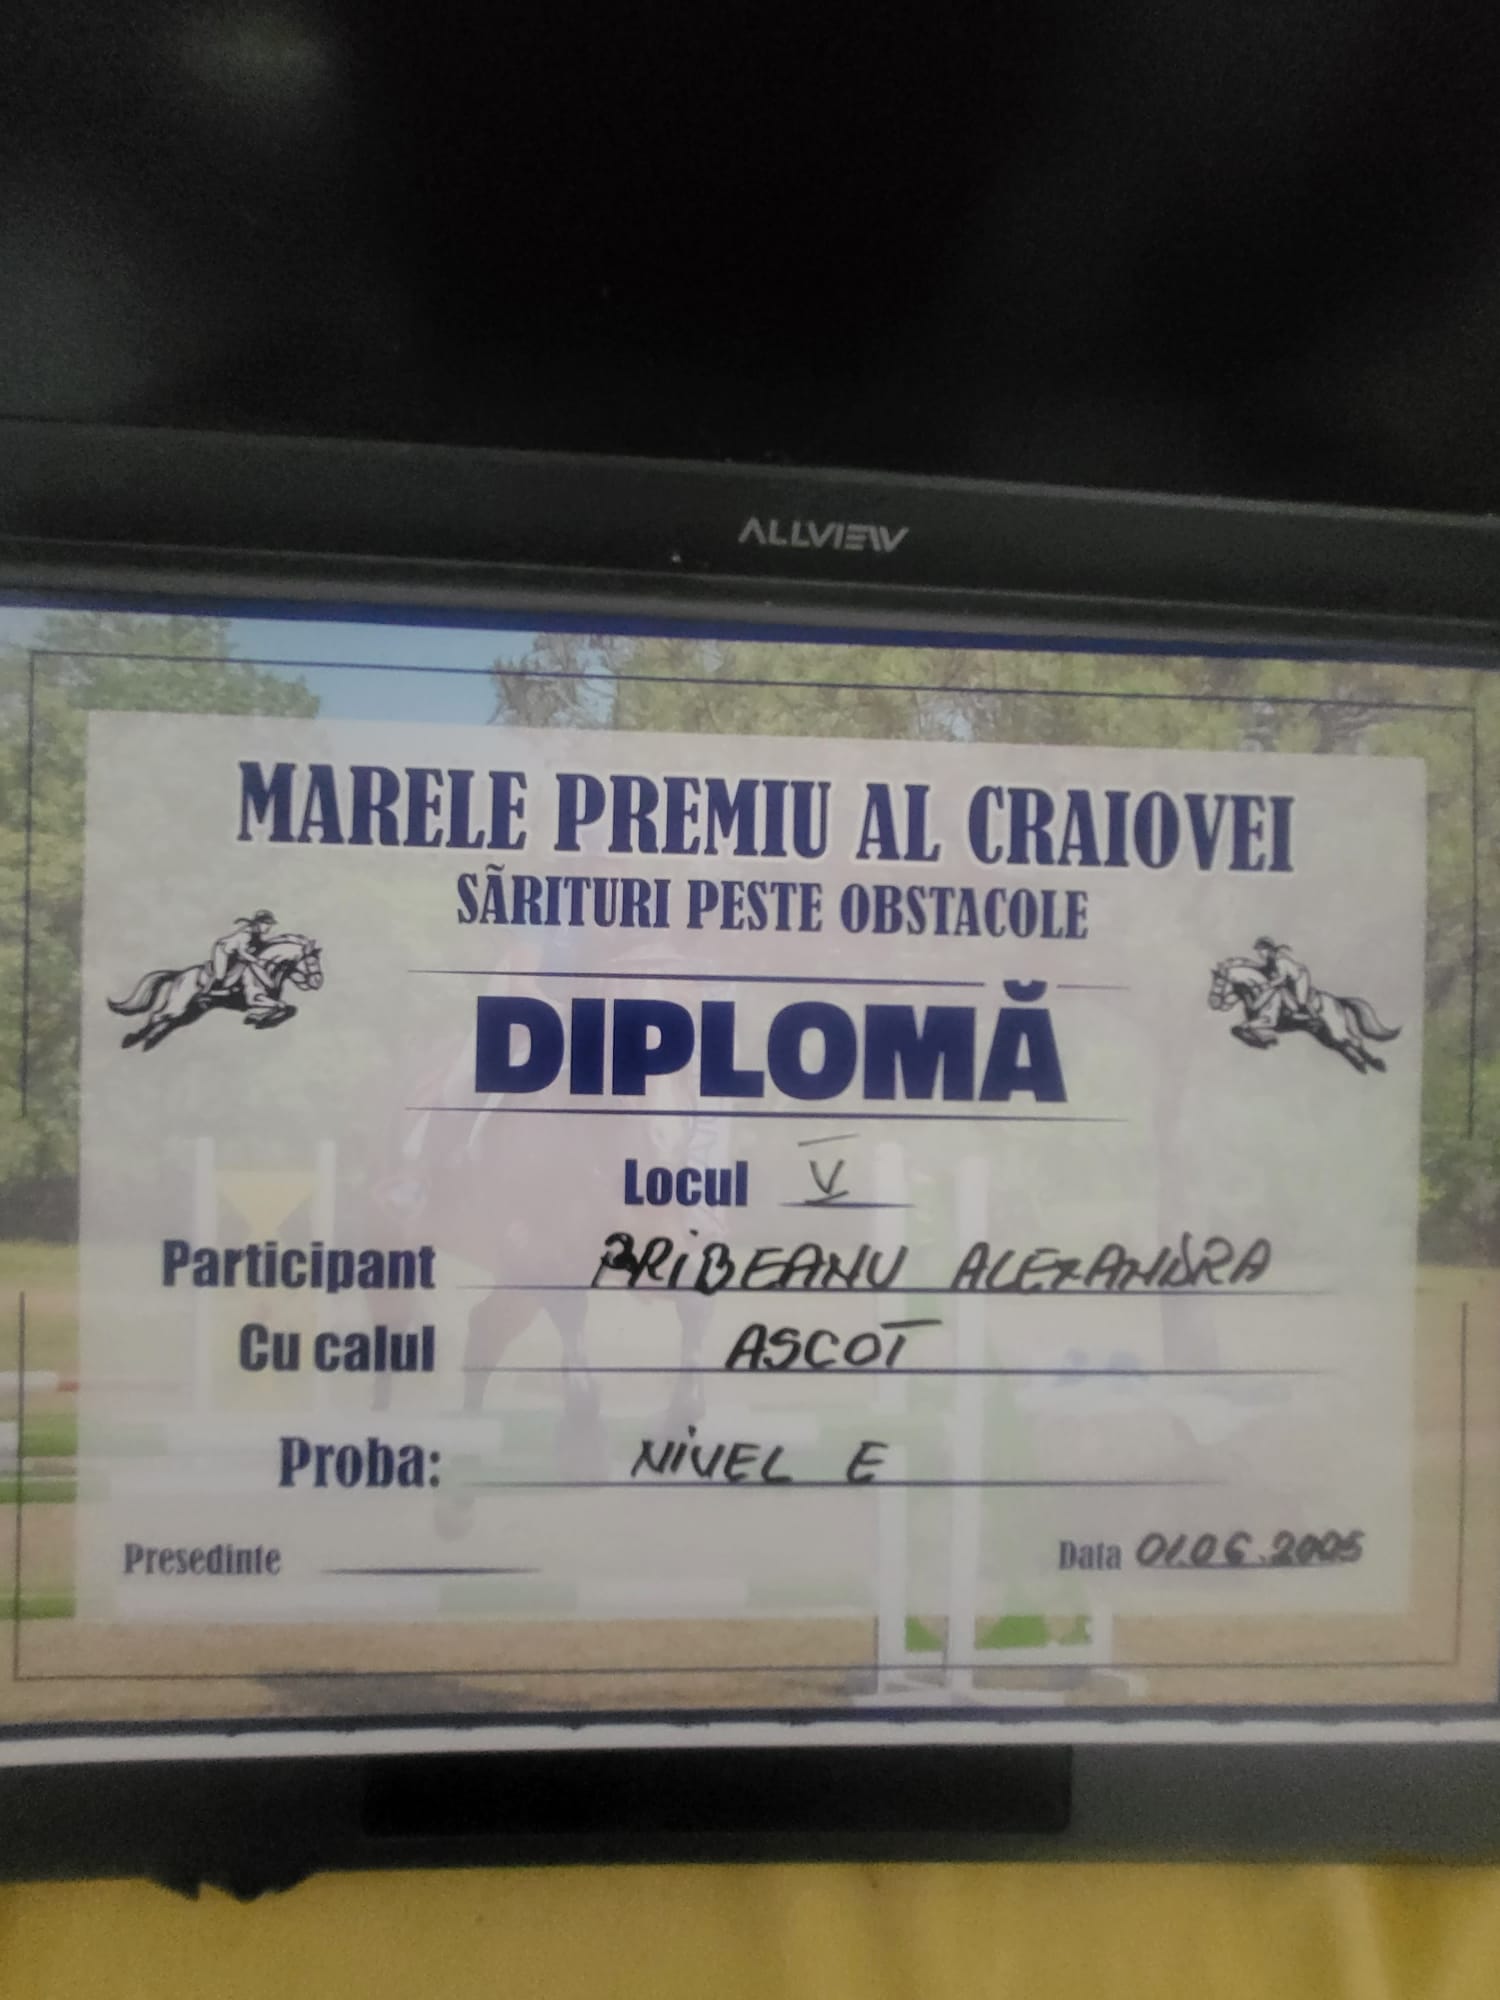 ALLVIEW
MARELE PREMIU AL CRAIOVEI
SĂRITURI PESTE OBSTACOLE
DIPLOMĂ
Locul V
Participant BRIBEANU ALEXANDRA
Cu calul ASCOT
Proba: NIVEL E
Presedinte
Data 01.06.2005